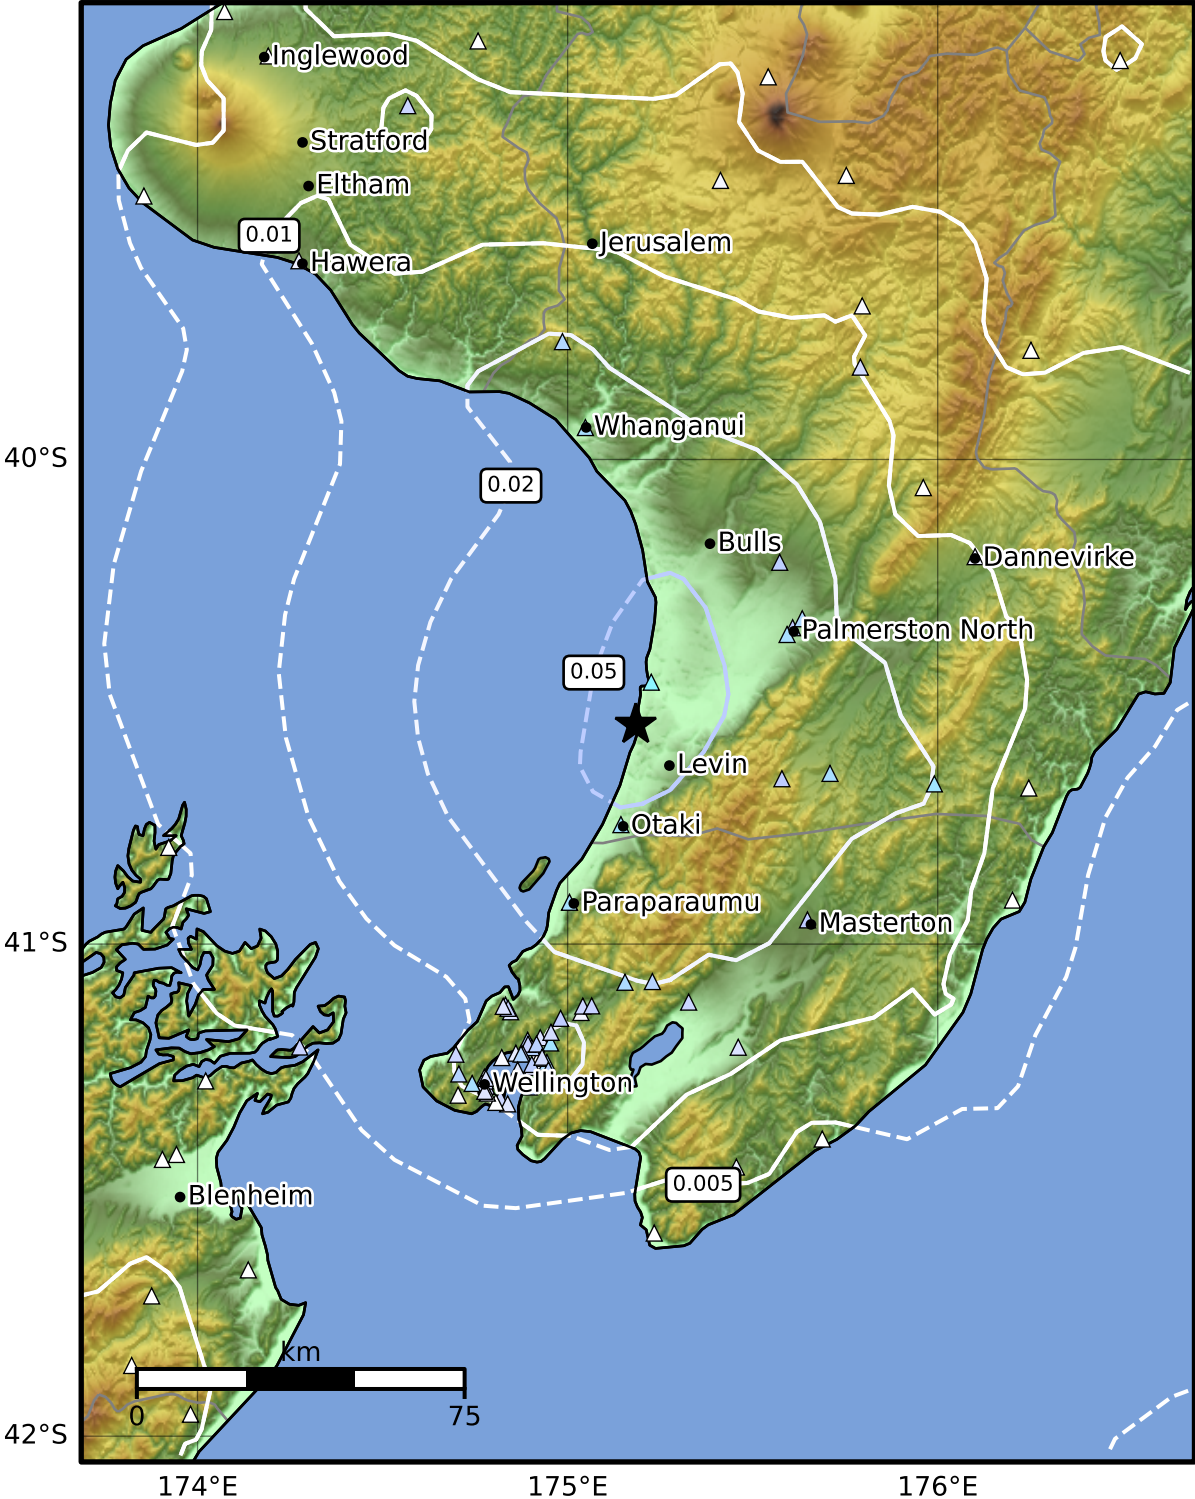 Inglewood
Stratford
Eltham
0.01
Jerusalem
Hawera
Whanganui
40°S
0.02
Bulls
Dannevirke
Palmerston North
0.05
Levin
Otaki
Paraparaumu
Masterton
41°S
Wellington
0.005
Blenheim
km
0
75
42°S
174°E
175°E
176°E